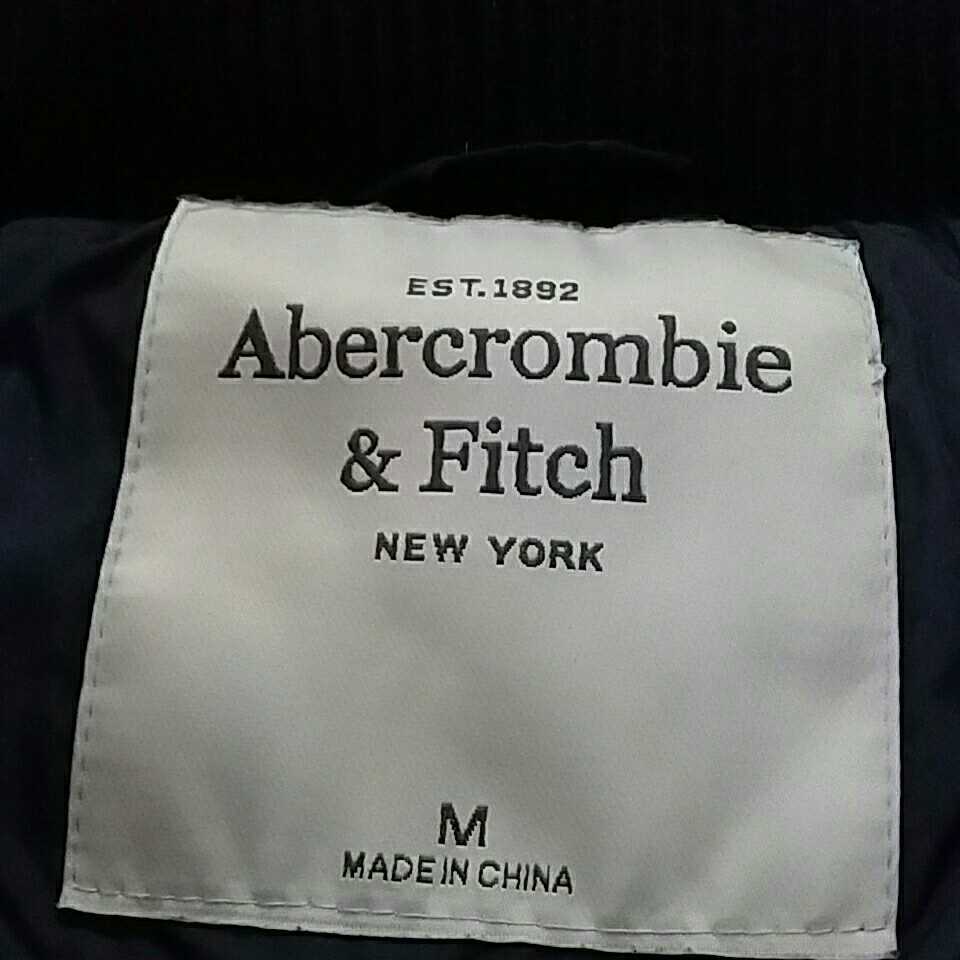 EST. 1892
Abercrombie
& Fitch
NEW YORK
M
MADE IN CHINA